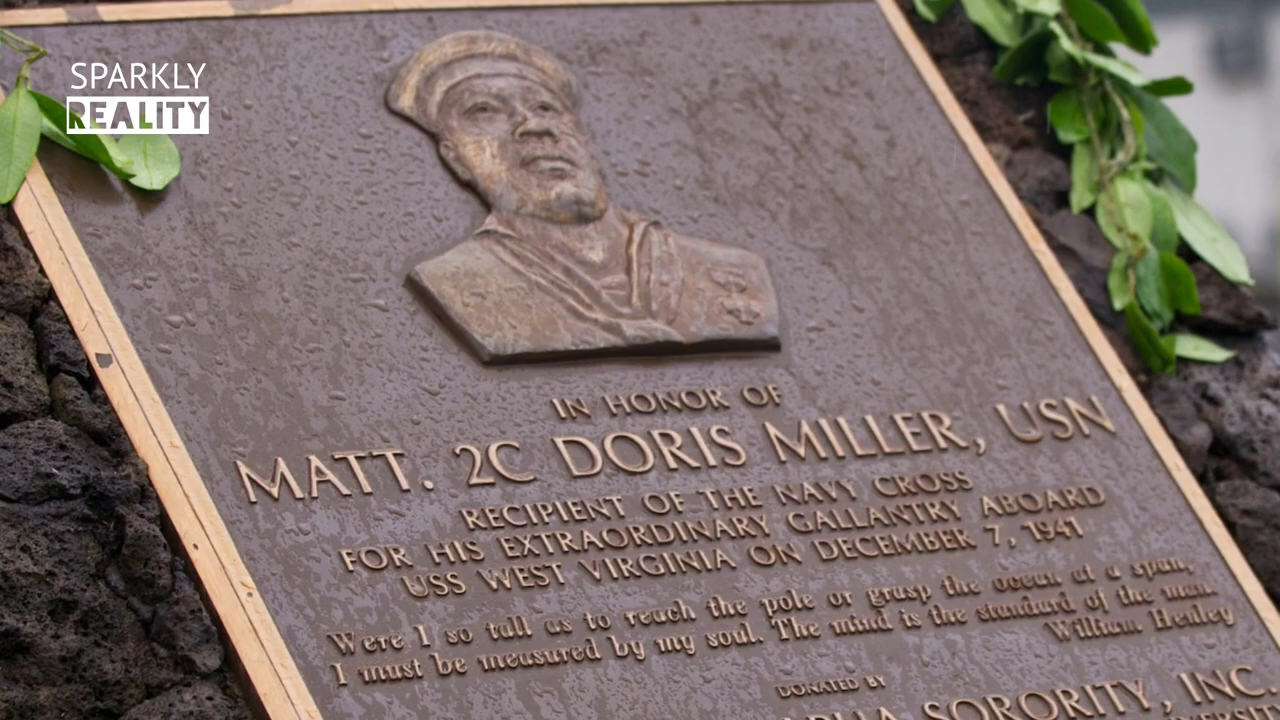 SPARKLY
REALITY
IN HONOR OF
MATT. 2C DORIS MILLER, USN
RECIPIENT OF THE NAVY CROSS
FOR HIS EXTRAORDINARY GALLANTRY ABOARD
USS WEST VIRGINIA ON DECEMBER 7, 1941
Were I so tall as to reach the pole or grasp the ocean at a span,
I must be measured by my soul. The mind is the standard of the man.
William Henley
DONATED BY
SORORITY, INC.